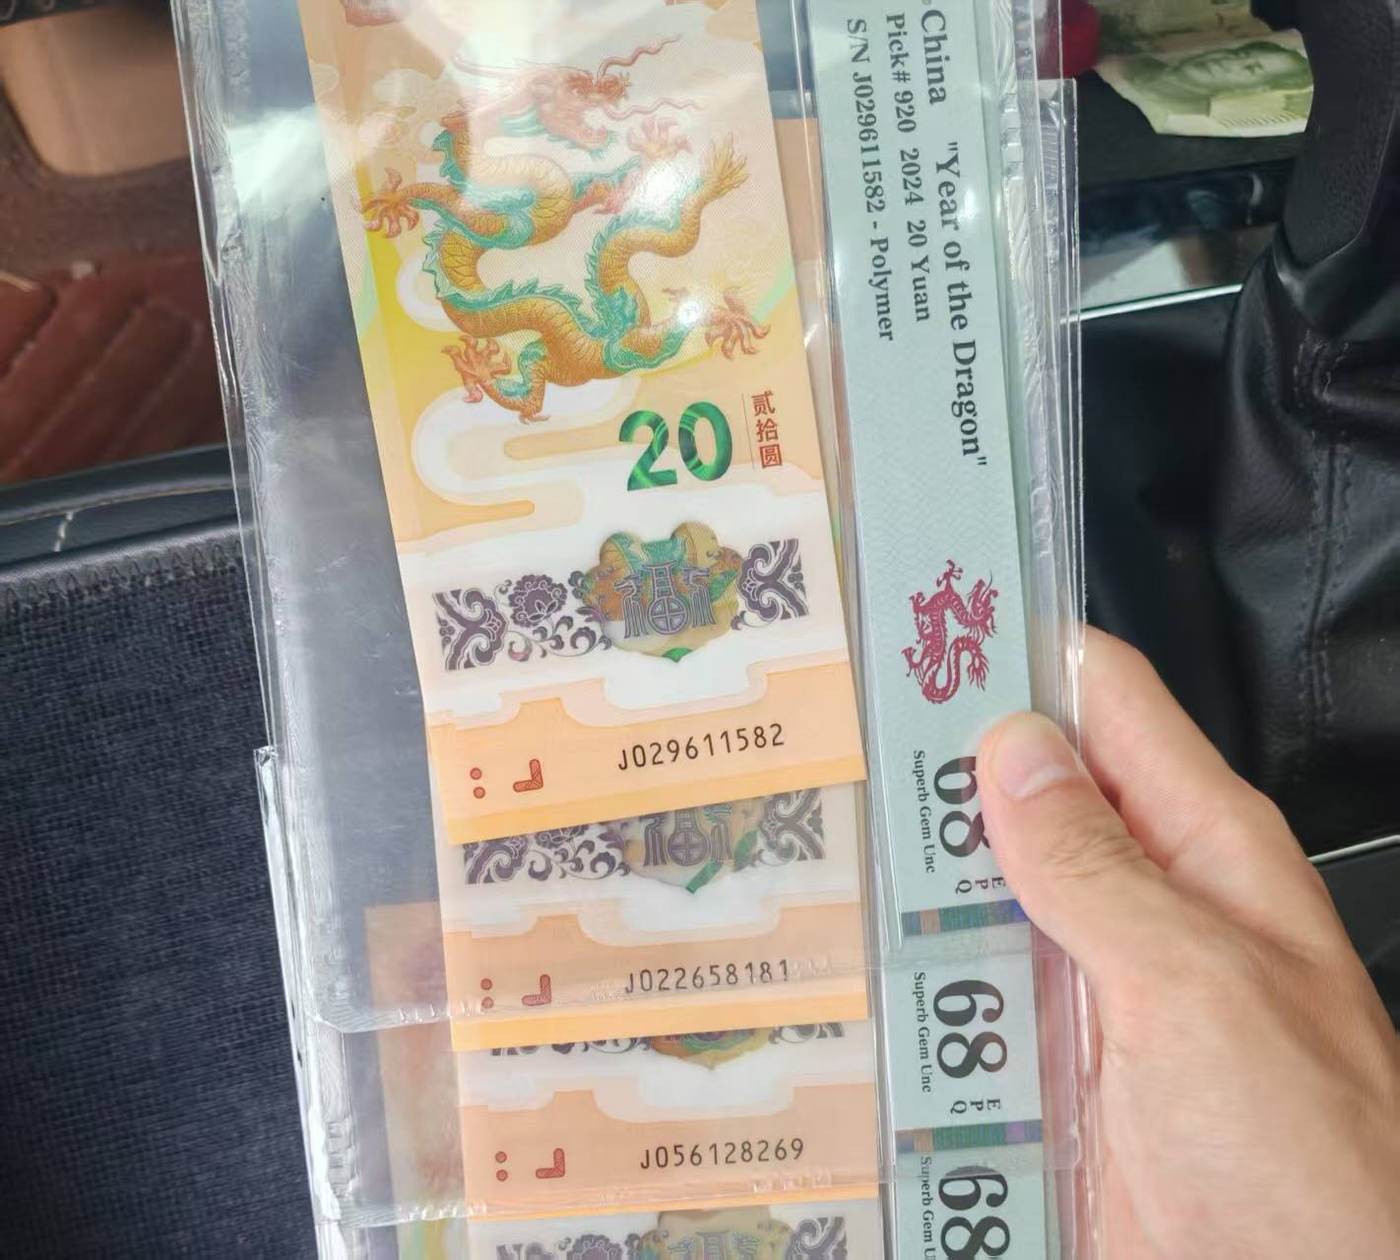 China "Year of the Dragon"
Pick# 920 2024 20 Yuan
S/N J029611582 - Polymer
68
EPQ
Superb Gem Unc
20
贰拾圆
J029611582
J022658181
68
EPQ
Superb Gem Unc
J056128269
68
Superb Gem U